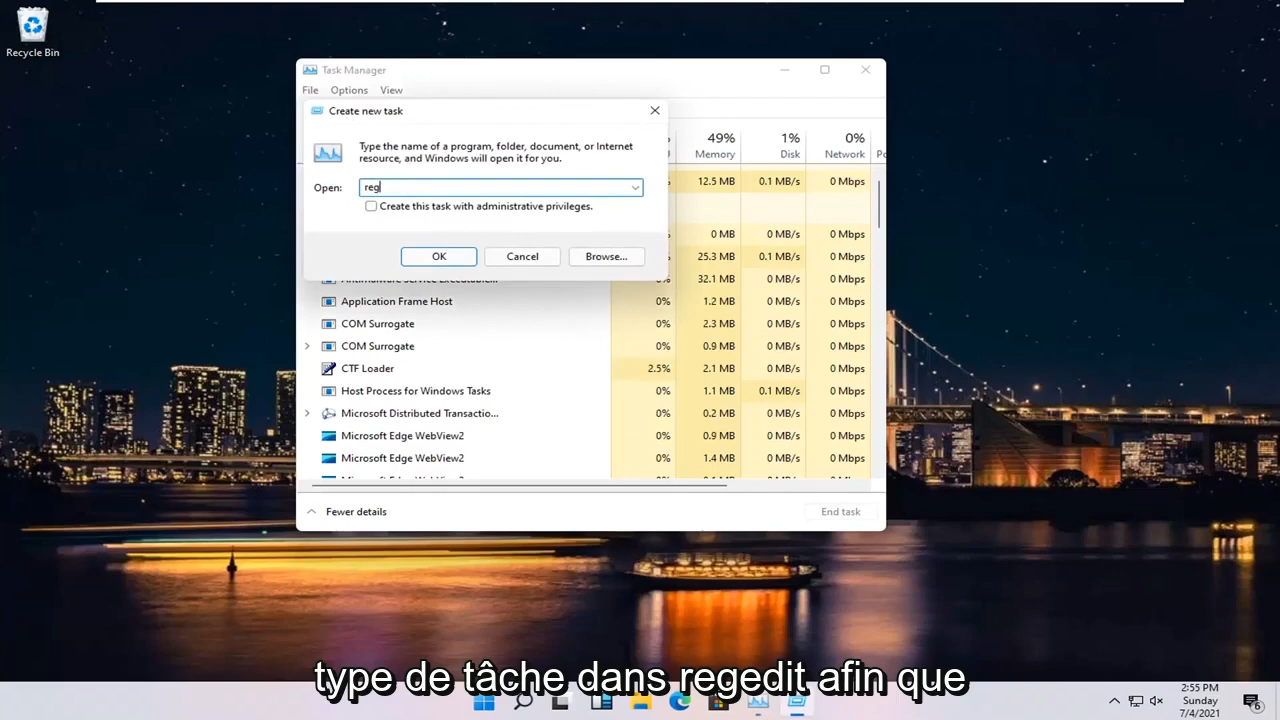 Recycle Bin
Task Manager
File Options View
Create new task
Type the name of a program, folder, document, or Internet
resource, and Windows will open it for you.
Open: reg
Create this task with administrative privileges.
OK Cancel Browse...
49% 1% 0%
Memory Disk Network
12.5 MB 0.1 MB/s 0 Mbps
0 MB 0 MB/s 0 Mbps
25.3 MB 0.1 MB/s 0 Mbps
32.1 MB 0 MB/s 0 Mbps
Application Frame Host 0% 1.2 MB 0 MB/s 0 Mbps
COM Surrogate 0% 2.3 MB 0 MB/s 0 Mbps
COM Surrogate 0% 0.9 MB 0 MB/s 0 Mbps
CTF Loader 2.5% 2.1 MB 0 MB/s 0 Mbps
Host Process for Windows Tasks 0% 1.1 MB 0.1 MB/s 0 Mbps
Microsoft Distributed Transactio... 0% 0.2 MB 0 MB/s 0 Mbps
Microsoft Edge WebView2 0% 0.9 MB 0 MB/s 0 Mbps
Microsoft Edge WebView2 0% 1.4 MB 0 MB/s 0 Mbps
Fewer details End task
type de tâche dans regedit afin que
2:55 PM
Sunday
7/4/2021
6